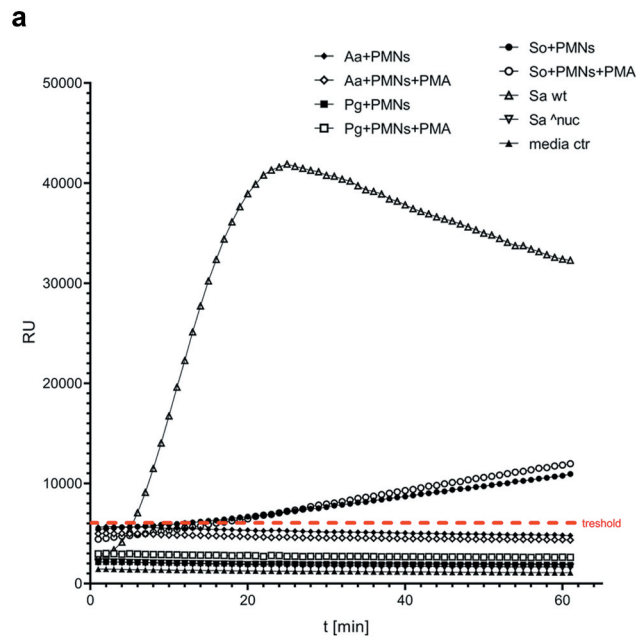 a
Aa+PMNs
Aa+PMNs+PMA
Pg+PMNs
Pg+PMNs+PMA
So+PMNs
So+PMNs+PMA
Sa wt
Sa ^nuc
media ctr
50000
40000
30000
20000
10000
0
RU
treshold
0 20 40 60
t [min]